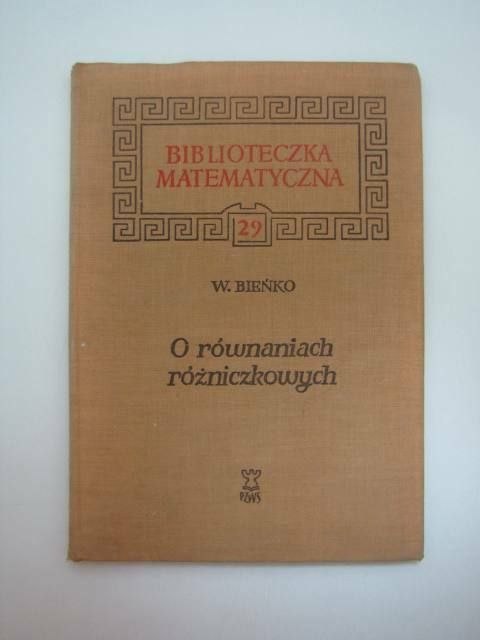 BIBLIOTECZKA
MATEMATYCZNA
29
W. BIEŃKO
O równaniach
różniczkowych
PZWS